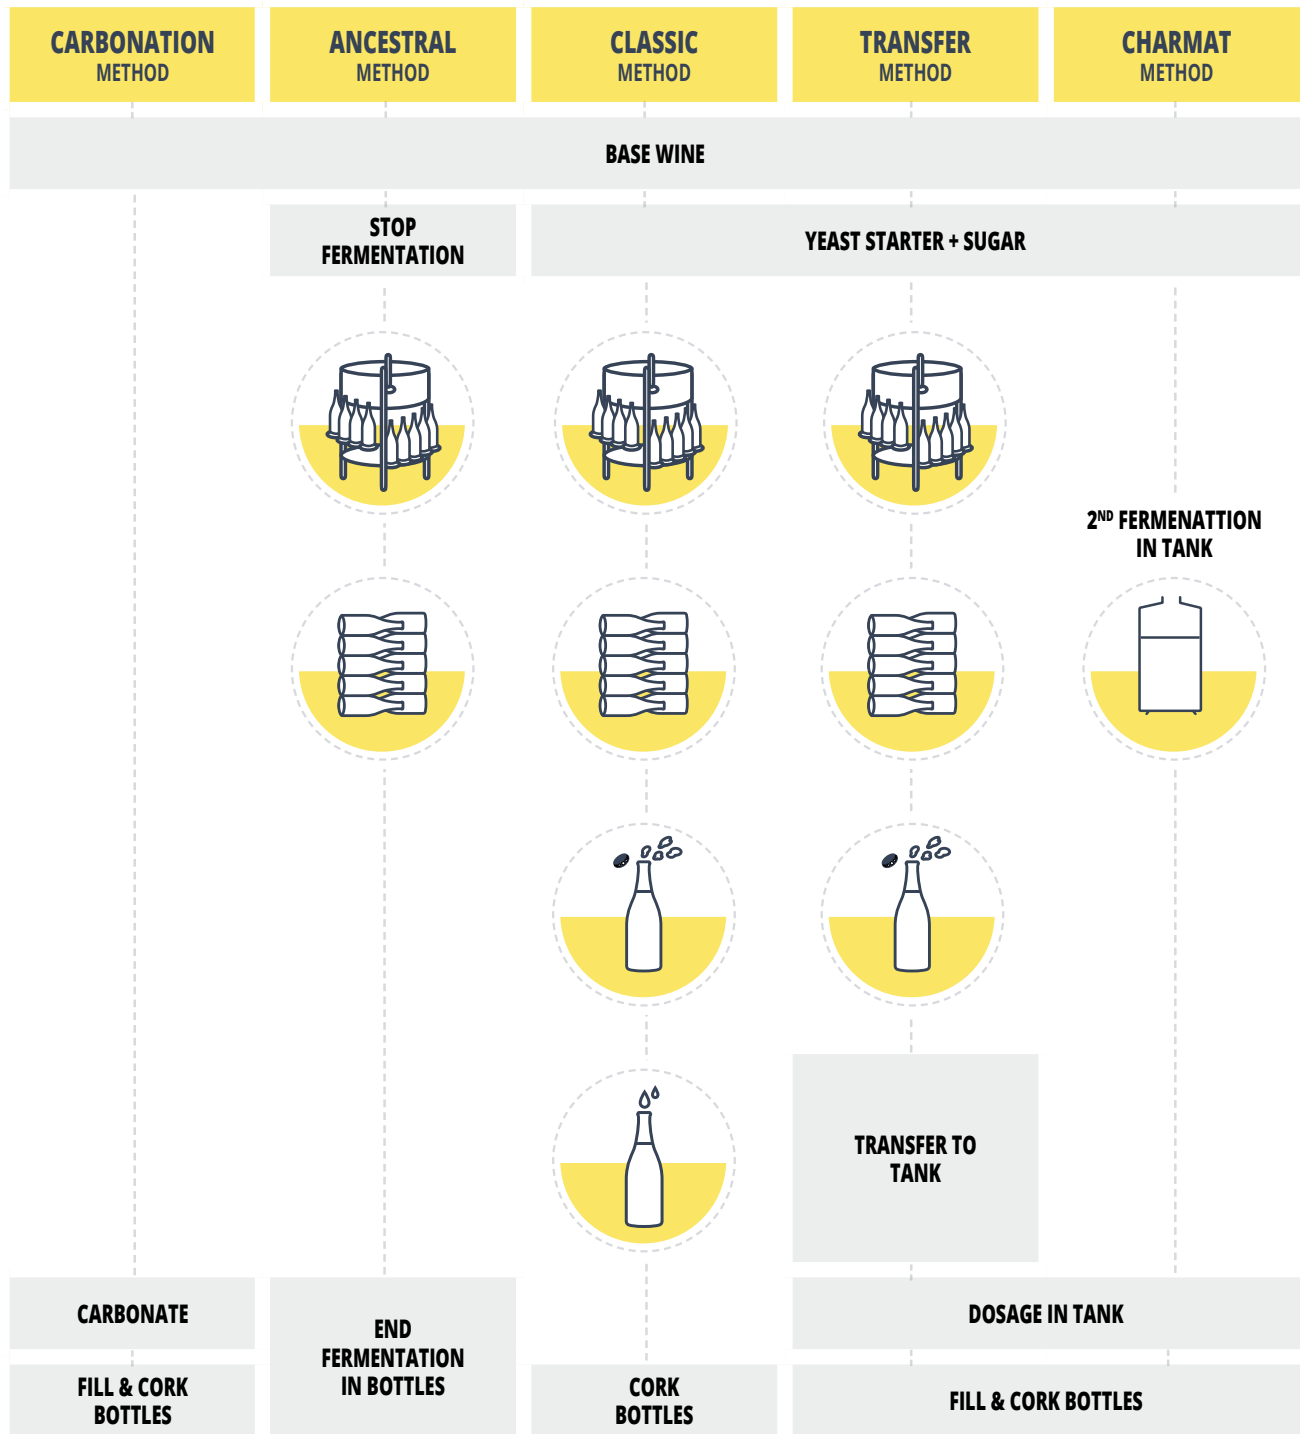 CARBONATION
METHOD
ANCESTRAL
METHOD
CLASSIC
METHOD
TRANSFER
METHOD
CHARMAT
METHOD
BASE WINE
STOP
FERMENTATION
YEAST STARTER + SUGAR
2ND FERMENATTION
IN TANK
TRANSFER TO
TANK
CARBONATE
END
FERMENTATION
IN BOTTLES
DOSAGE IN TANK
FILL & CORK
BOTTLES
CORK
BOTTLES
FILL & CORK BOTTLES